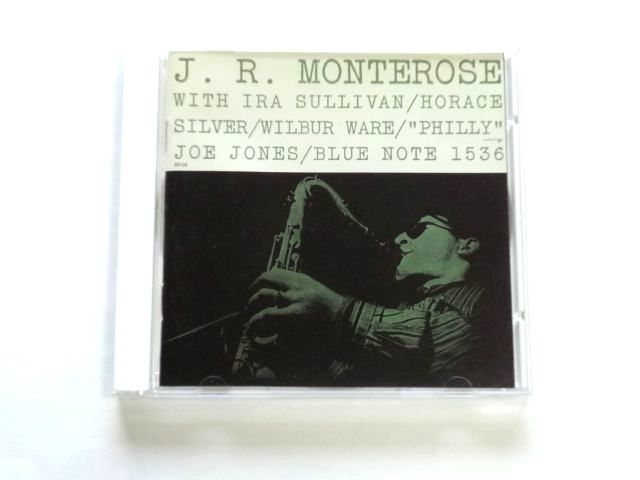 J. R. MONTEROSE
WITH IRA SULLIVAN/HORACE
SILVER/WILBUR WARE/"PHILLY"
JOE JONES/BLUE NOTE 1536